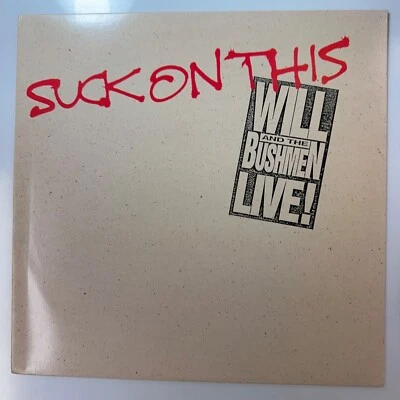 SUCK ON THIS
WILL
AND THE
BUSHMEN
LIVE!